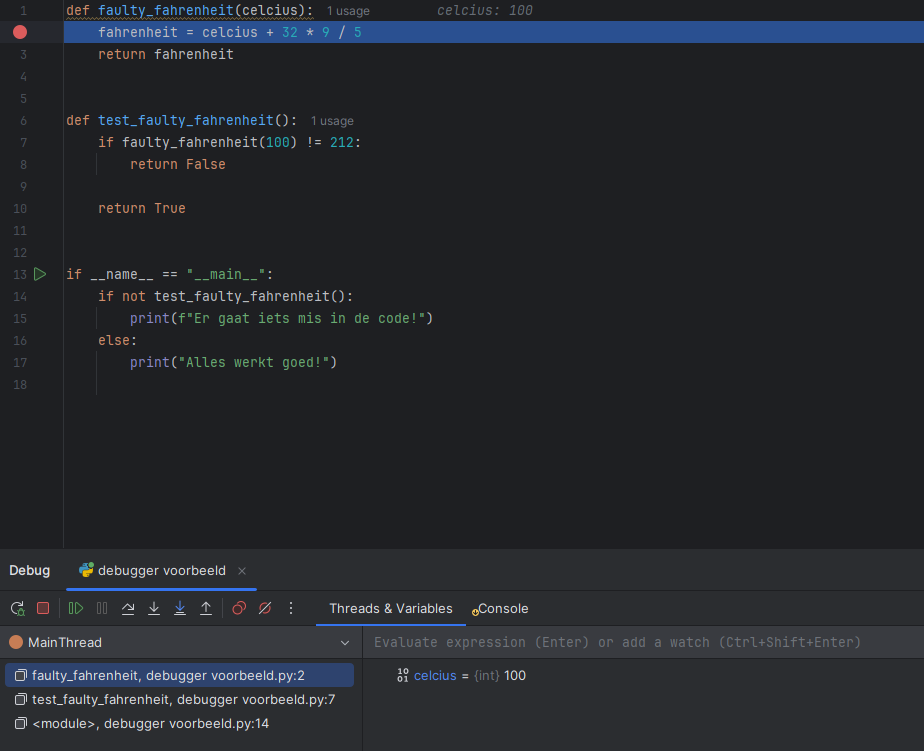 1 def faulty_fahrenheit(celcius): 1 usage celcius: 100
fahrenheit = celcius + 32 * 9 / 5
3 return fahrenheit
4
5
6 def test_faulty_fahrenheit(): 1 usage
7 if faulty_fahrenheit(100) != 212:
8 return False
9
10 return True
11
12
13 if __name__ == "__main__":
14 if not test_faulty_fahrenheit():
15 print(f"Er gaat iets mis in de code!")
16 else:
17 print("Alles werkt goed!")
18
Debug debugger voorbeeld
Threads & Variables Console
MainThread
Evaluate expression (Enter) or add a watch (Ctrl+Shift+Enter)
faulty_fahrenheit, debugger voorbeeld.py:2
10
01 celcius = {int} 100
test_faulty_fahrenheit, debugger voorbeeld.py:7
<module>, debugger voorbeeld.py:14